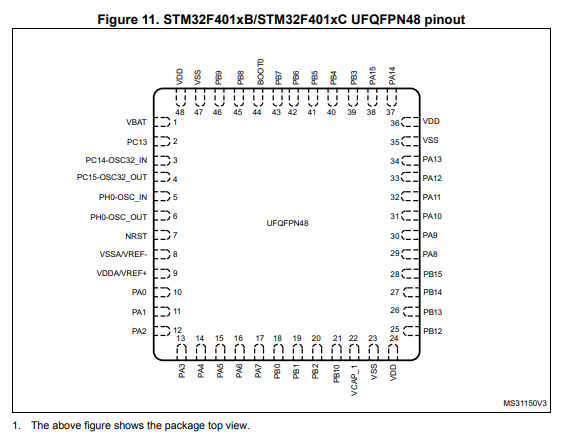 Figure 11. STM32F401xB/STM32F401xC UFQFPN48 pinout
VDD VSS PB9 PB8 BOOT0 PB7 PB6 PB5 PB4 PB3 PA15 PA14
48 47 46 45 44 43 42 41 40 39 38 37
VBAT 1 36 VDD
PC13 2 35 VSS
PC14-OSC32_IN 3 34 PA13
PC15-OSC32_OUT 4 33 PA12
PH0-OSC_IN 5 32 PA11
PH0-OSC_OUT 6 31 PA10
UFQFPN48
NRST 7 30 PA9
VSSA/VREF- 8 29 PA8
VDDA/VREF+ 9 28 PB15
PA0 10 27 PB14
PA1 11 26 PB13
PA2 12 25 PB12
13 14 15 16 17 18 19 20 21 22 23 24
PA3 PA4 PA5 PA6 PA7 PB0 PB1 PB2 PB10 VCAP_1 VSS VDD
MS31150V3
1. The above figure shows the package top view.